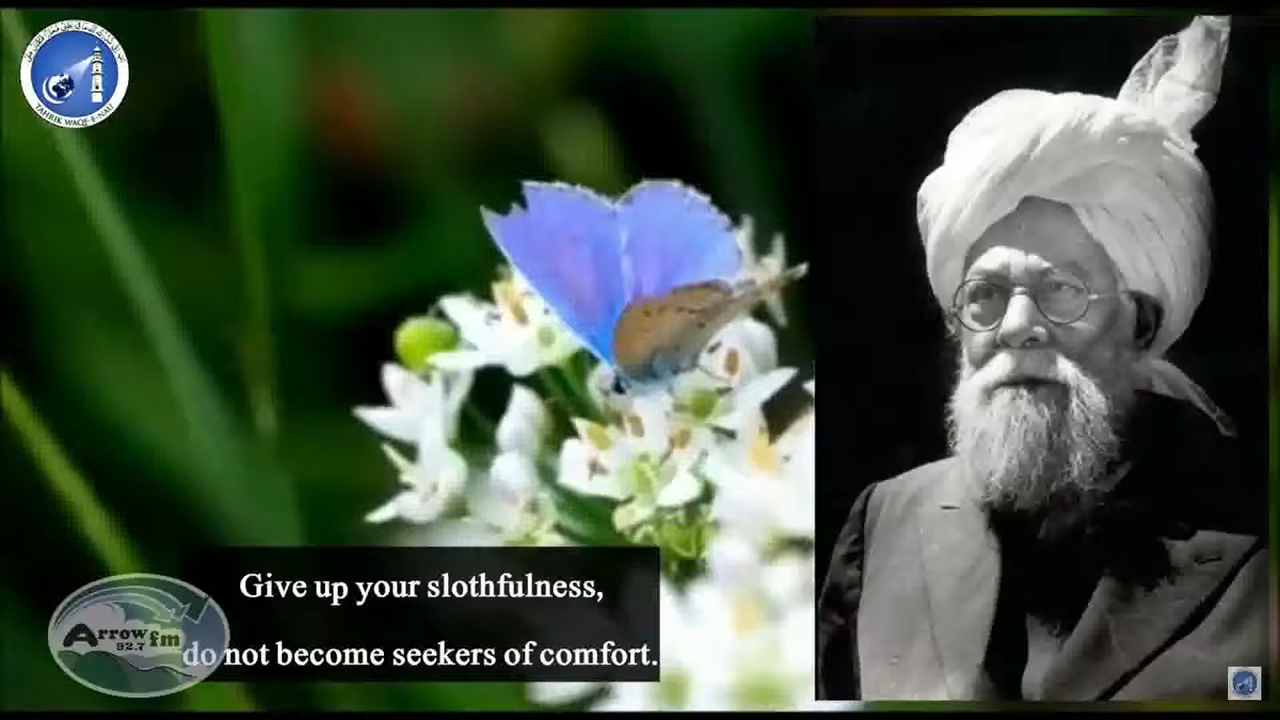 TAHRIK WAQF-E-NAU
Give up your slothfulness,
Arrow fm
92.7
do not become seekers of comfort.